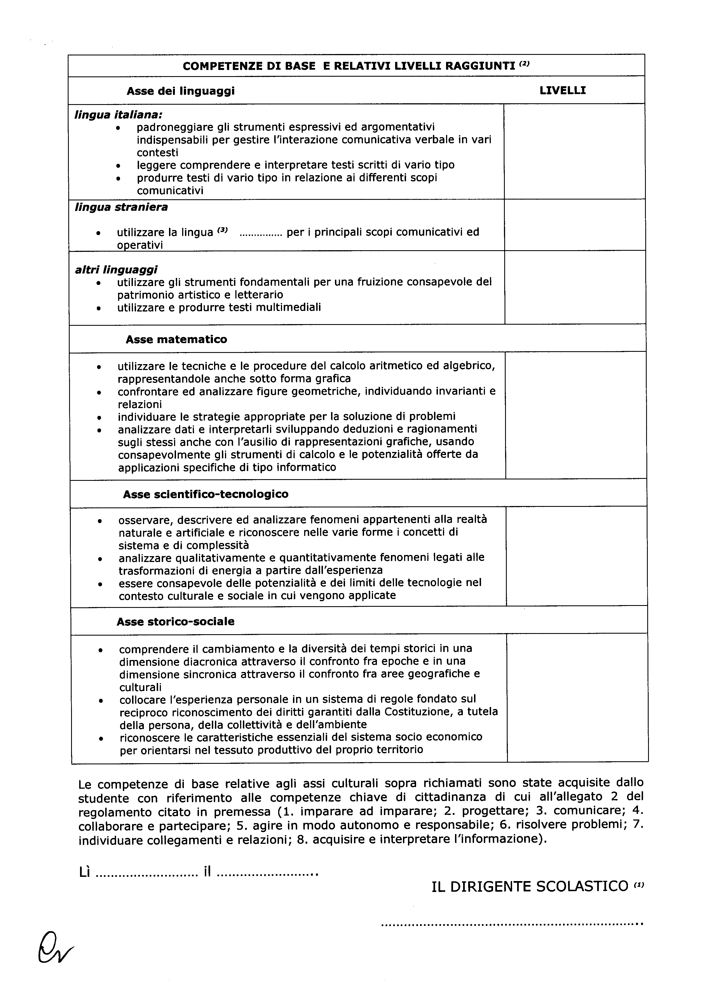 COMPETENZE DI BASE E RELATIVI LIVELLI RAGGIUNTI (2)
Asse dei linguaggi LIVELLI
lingua italiana:
• padroneggiare gli strumenti espressivi ed argomentativi
indispensabili per gestire l'interazione comunicativa verbale in vari
contesti
• leggere comprendere e interpretare testi scritti di vario tipo
• produrre testi di vario tipo in relazione ai differenti scopi
comunicativi
lingua straniera
• utilizzare la lingua (3) ............... per i principali scopi comunicativi ed
operativi
altri linguaggi
• utilizzare gli strumenti fondamentali per una fruizione consapevole del
patrimonio artistico e letterario
• utilizzare e produrre testi multimediali
Asse matematico
• utilizzare le tecniche e le procedure del calcolo aritmetico ed algebrico,
rappresentandole anche sotto forma grafica
• confrontare ed analizzare figure geometriche, individuando invarianti e
relazioni
• individuare le strategie appropriate per la soluzione di problemi
• analizzare dati e interpretarli sviluppando deduzioni e ragionamenti
sugli stessi anche con l'ausilio di rappresentazioni grafiche, usando
consapevolmente gli strumenti di calcolo e le potenzialità offerte da
applicazioni specifiche di tipo informatico
Asse scientifico-tecnologico
• osservare, descrivere ed analizzare fenomeni appartenenti alla realtà
naturale e artificiale e riconoscere nelle varie forme i concetti di
sistema e di complessità
• analizzare qualitativamente e quantitativamente fenomeni legati alle
trasformazioni di energia a partire dall'esperienza
• essere consapevole delle potenzialità e dei limiti delle tecnologie nel
contesto culturale e sociale in cui vengono applicate
Asse storico-sociale
• comprendere il cambiamento e la diversità dei tempi storici in una
dimensione diacronica attraverso il confronto fra epoche e in una
dimensione sincronica attraverso il confronto fra aree geografiche e
culturali
• collocare l'esperienza personale in un sistema di regole fondato sul
reciproco riconoscimento dei diritti garantiti dalla Costituzione, a tutela
della persona, della collettività e dell'ambiente
• riconoscere le caratteristiche essenziali del sistema socio economico
per orientarsi nel tessuto produttivo del proprio territorio
Le competenze di base relative agli assi culturali sopra richiamati sono state acquisite dallo
studente con riferimento alle competenze chiave di cittadinanza di cui all'allegato 2 del
regolamento citato in premessa (1. imparare ad imparare; 2. progettare; 3. comunicare; 4.
collaborare e partecipare; 5. agire in modo autonomo e responsabile; 6. risolvere problemi; 7.
individuare collegamenti e relazioni; 8. acquisire e interpretare l'informazione).
Lì ........................... il ...........................
IL DIRIGENTE SCOLASTICO (1)
......................................................................